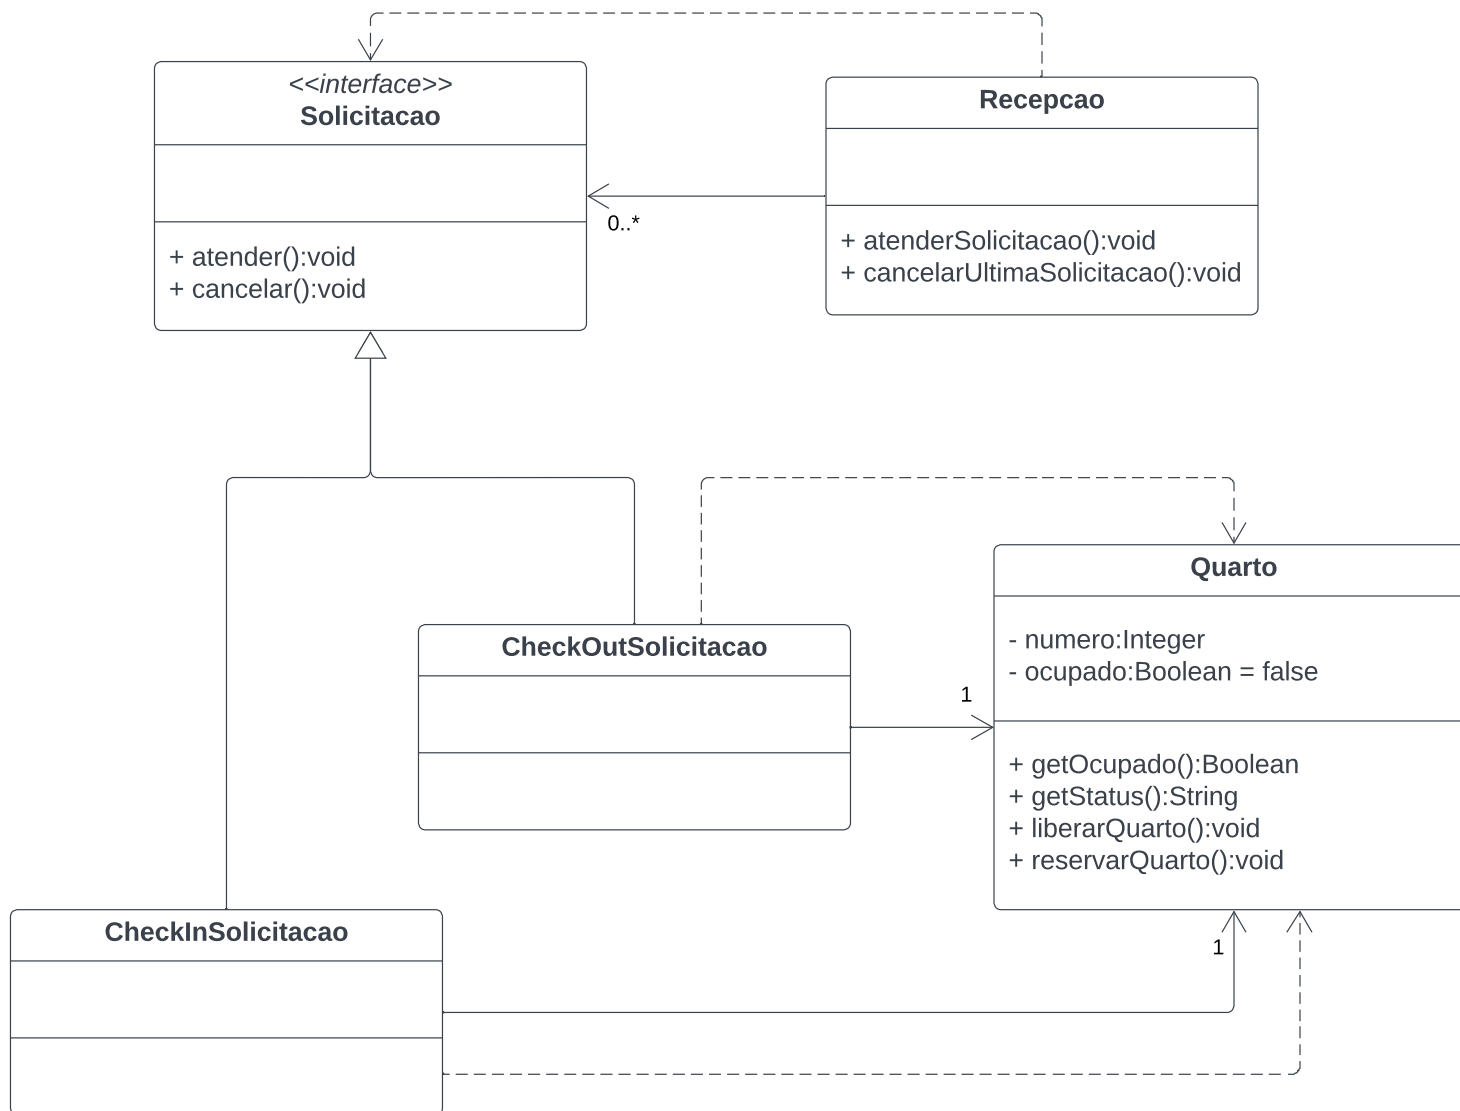 <<interface>>
Solicitacao
+ atender():void
+ cancelar():void
Recepcao
+ atenderSolicitacao():void
+ cancelarUltimaSolicitacao():void
0..*
CheckOutSolicitacao
1
Quarto
- numero:Integer
- ocupado:Boolean = false
+ getOcupado():Boolean
+ getStatus():String
+ liberarQuarto():void
+ reservarQuarto():void
CheckInSolicitacao
1